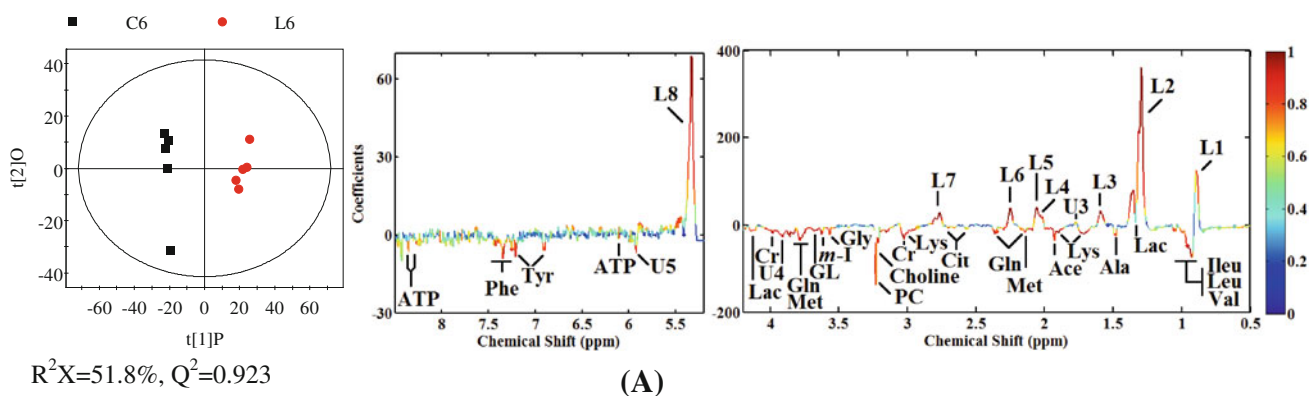 C6 L6
t[2]O
40
20
0
-20
-40
-60 -40 -20 0 20 40 60
t[1]P
R²X=51.8%, Q²=0.923
Coefficients
60
30
0
-30
L8
ATP
Phe
Tyr
ATP
U5
8 7.5 7 6.5 6 5.5
Chemical Shift (ppm)
400
200
0
-200
L7
L6
L5
L4
U3
L3
L2
L1
Lac
Cr
U4
Gln
Met
GL
m-I
Gly
PC
Choline
Cr
Lys
Cit
Gln
Met
Ace
Lys
Ala
Lac
Ileu
Leu
Val
4 3.5 3 2.5 2 1.5 1 0.5
Chemical Shift (ppm)
1
0.8
0.6
0.4
0.2
0
(A)